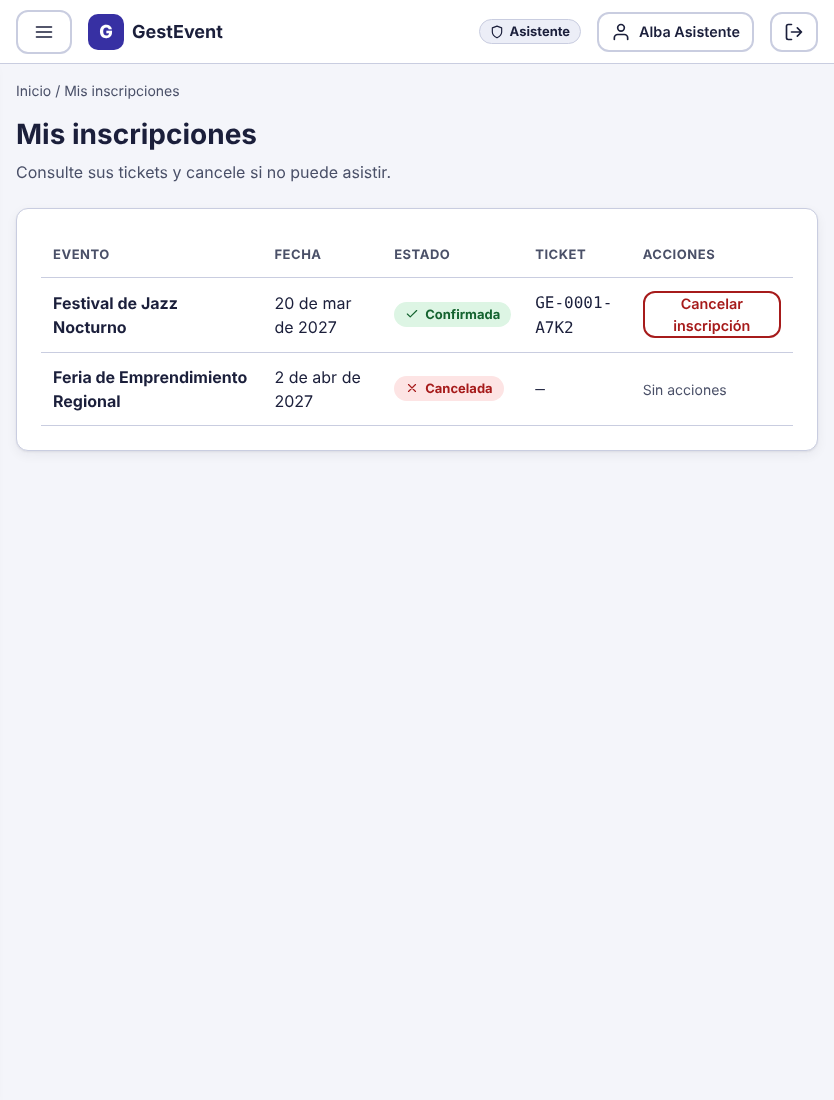 G GestEvent Asistente Alba Asistente
Inicio / Mis inscripciones
Mis inscripciones
Consulte sus tickets y cancele si no puede asistir.
EVENTO FECHA ESTADO TICKET ACCIONES
Festival de Jazz
Nocturno
20 de mar
de 2027
Confirmada
GE-0001-
A7K2
Cancelar
inscripción
Feria de Emprendimiento
Regional
2 de abr de
2027
Cancelada
—
Sin acciones